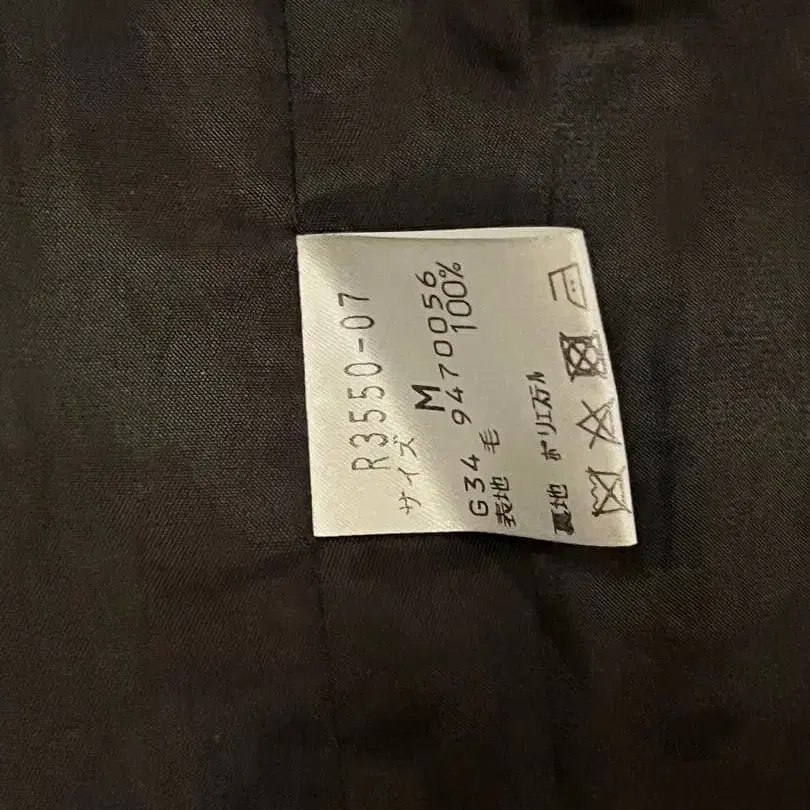 R3550-07
サイズ M
G34 9470056
表地 毛 100%
裏地 ポリエステル